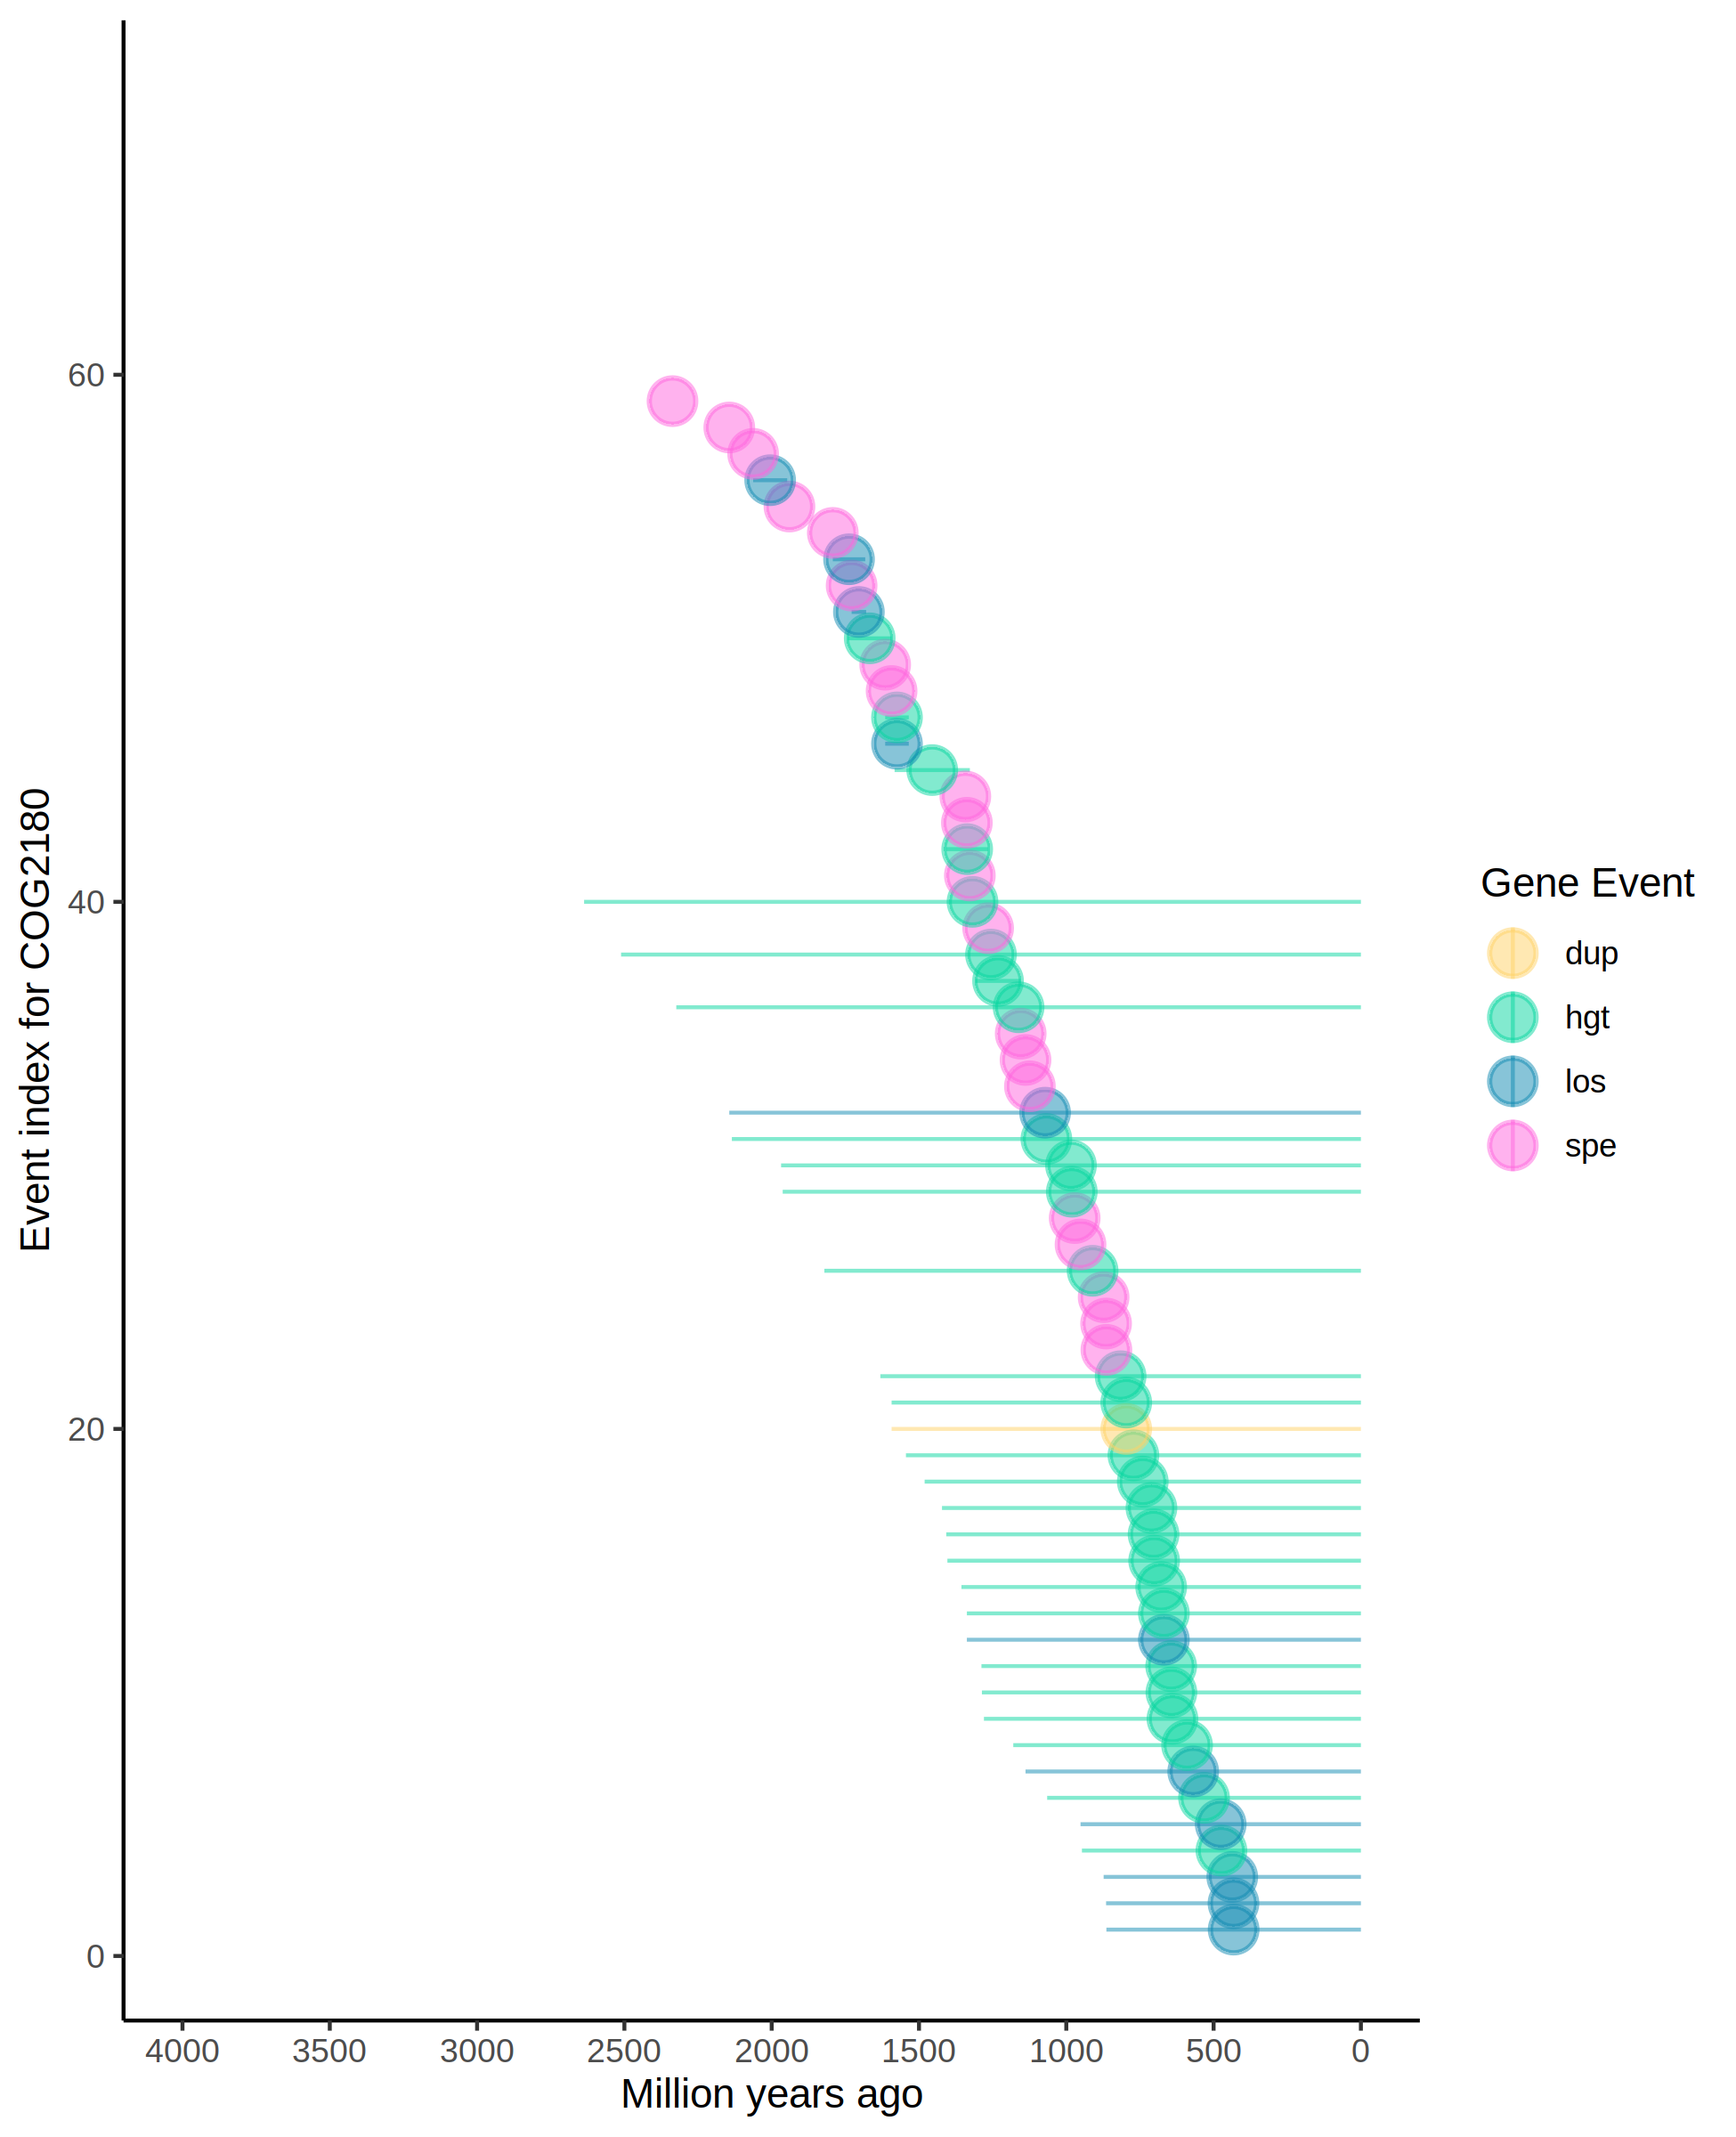 Event index for COG2180
60
40
20
0
4000 3500 3000 2500 2000 1500 1000 500 0
Million years ago
Gene Event
dup
hgt
los
spe